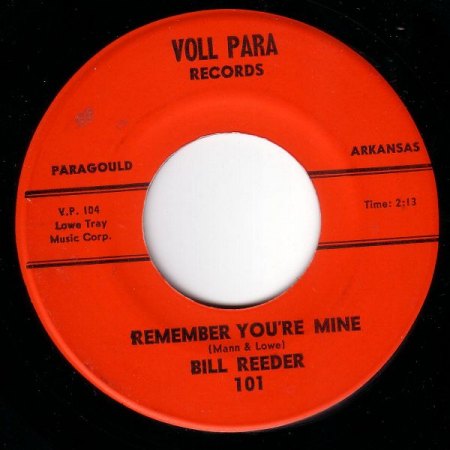 VOLL PARA
RECORDS
PARAGOULD
ARKANSAS
V.P. 104
Lowe Tray
Music Corp.
Time: 2:13
REMEMBER YOU'RE MINE
(Mann & Lowe)
BILL REEDER
101